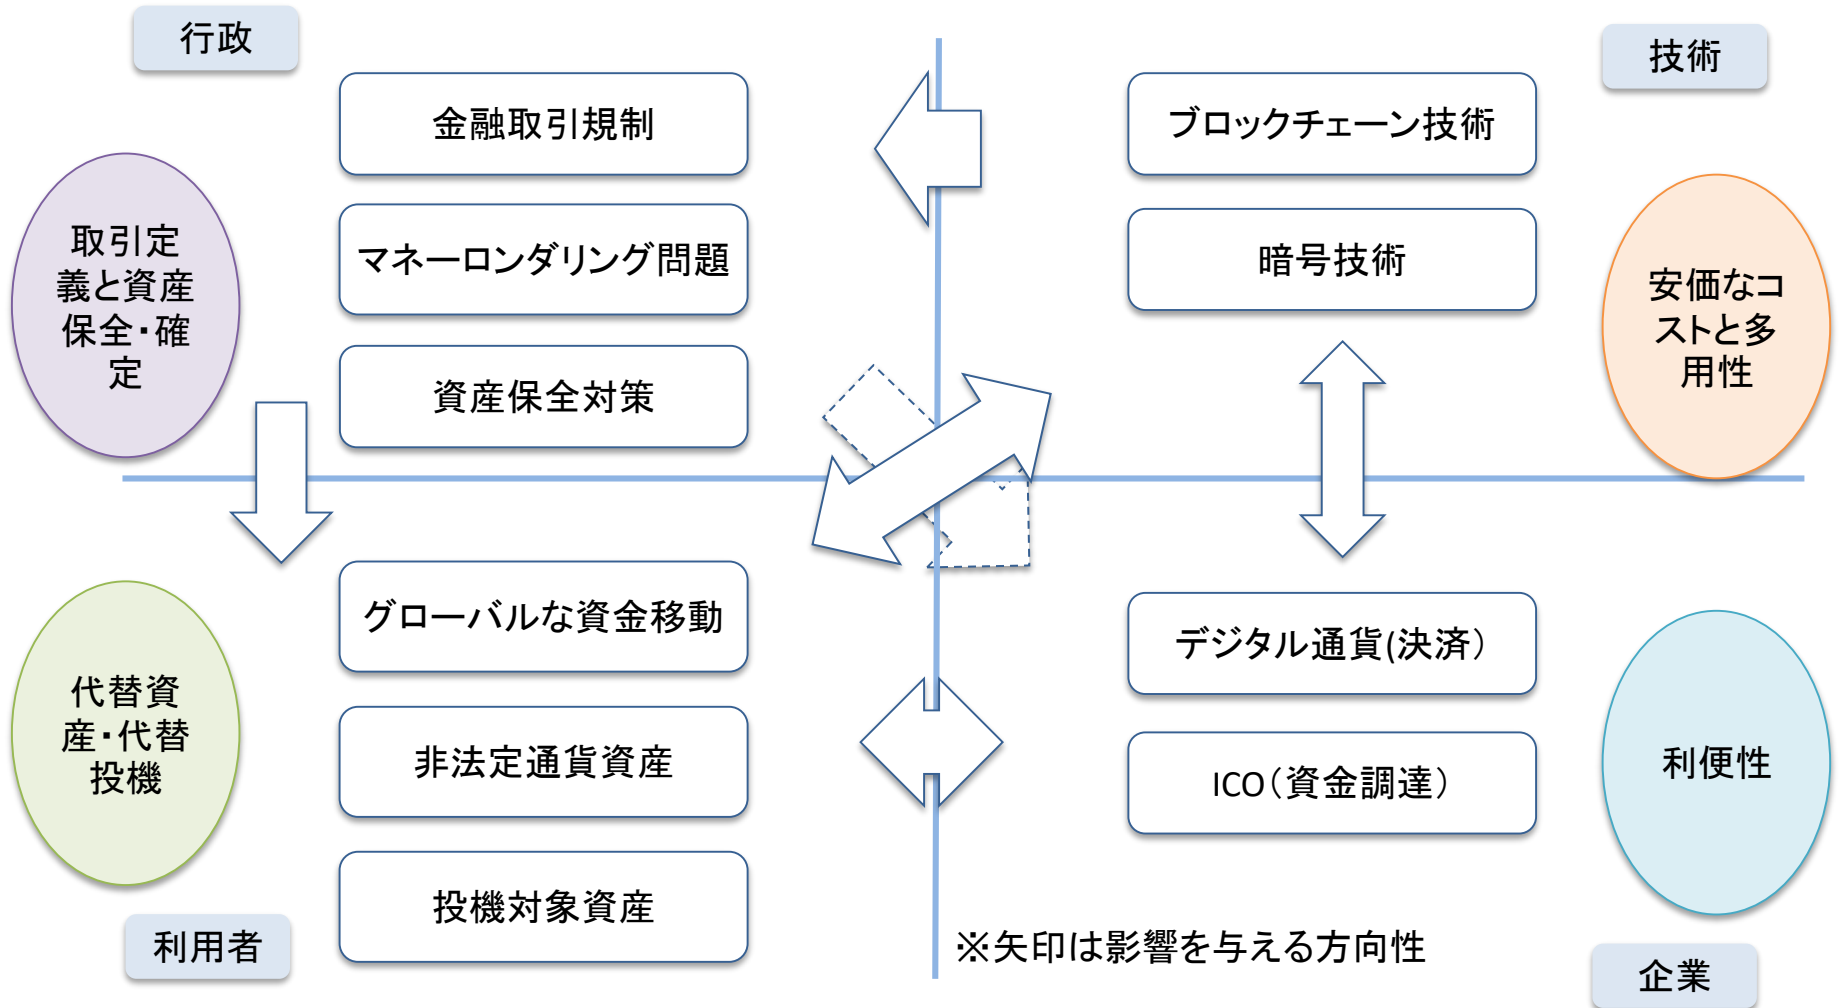 行政
金融取引規制
マネーロンダリング問題
資産保全対策
取引定
義と資産
保全・確
定
技術
ブロックチェーン技術
暗号技術
安価なコ
ストと多
用性
グローバルな資金移動
非法定通貨資産
投機対象資産
代替資
産・代替
投機
利用者
デジタル通貨(決済）
ICO（資金調達）
利便性
※矢印は影響を与える方向性
企業